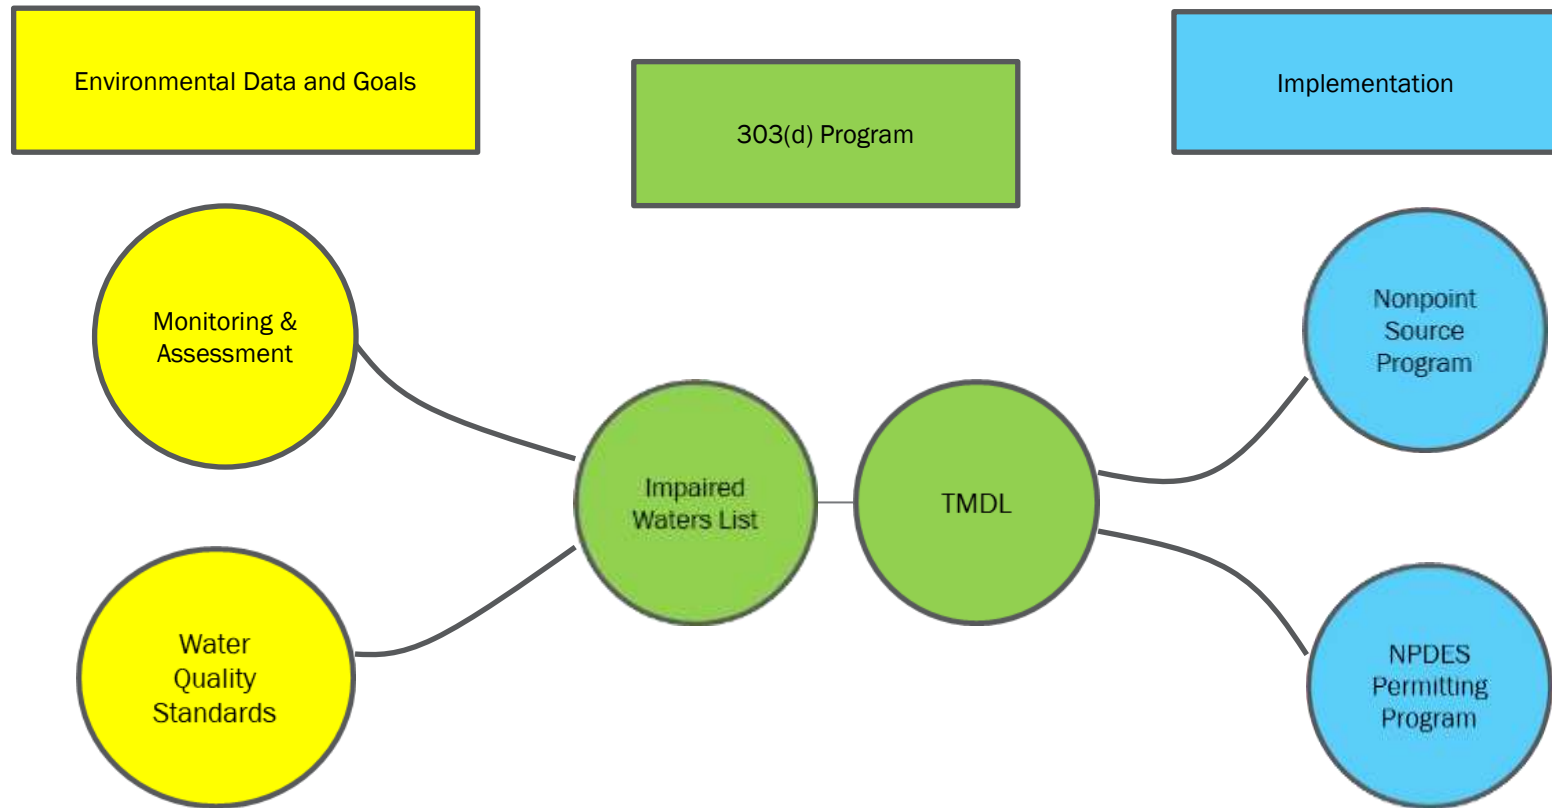 Environmental Data and Goals
303(d) Program
Implementation
Monitoring &
Assessment
Water
Quality
Standards
Impaired
Waters List
TMDL
Nonpoint
Source
Program
NPDES
Permitting
Program